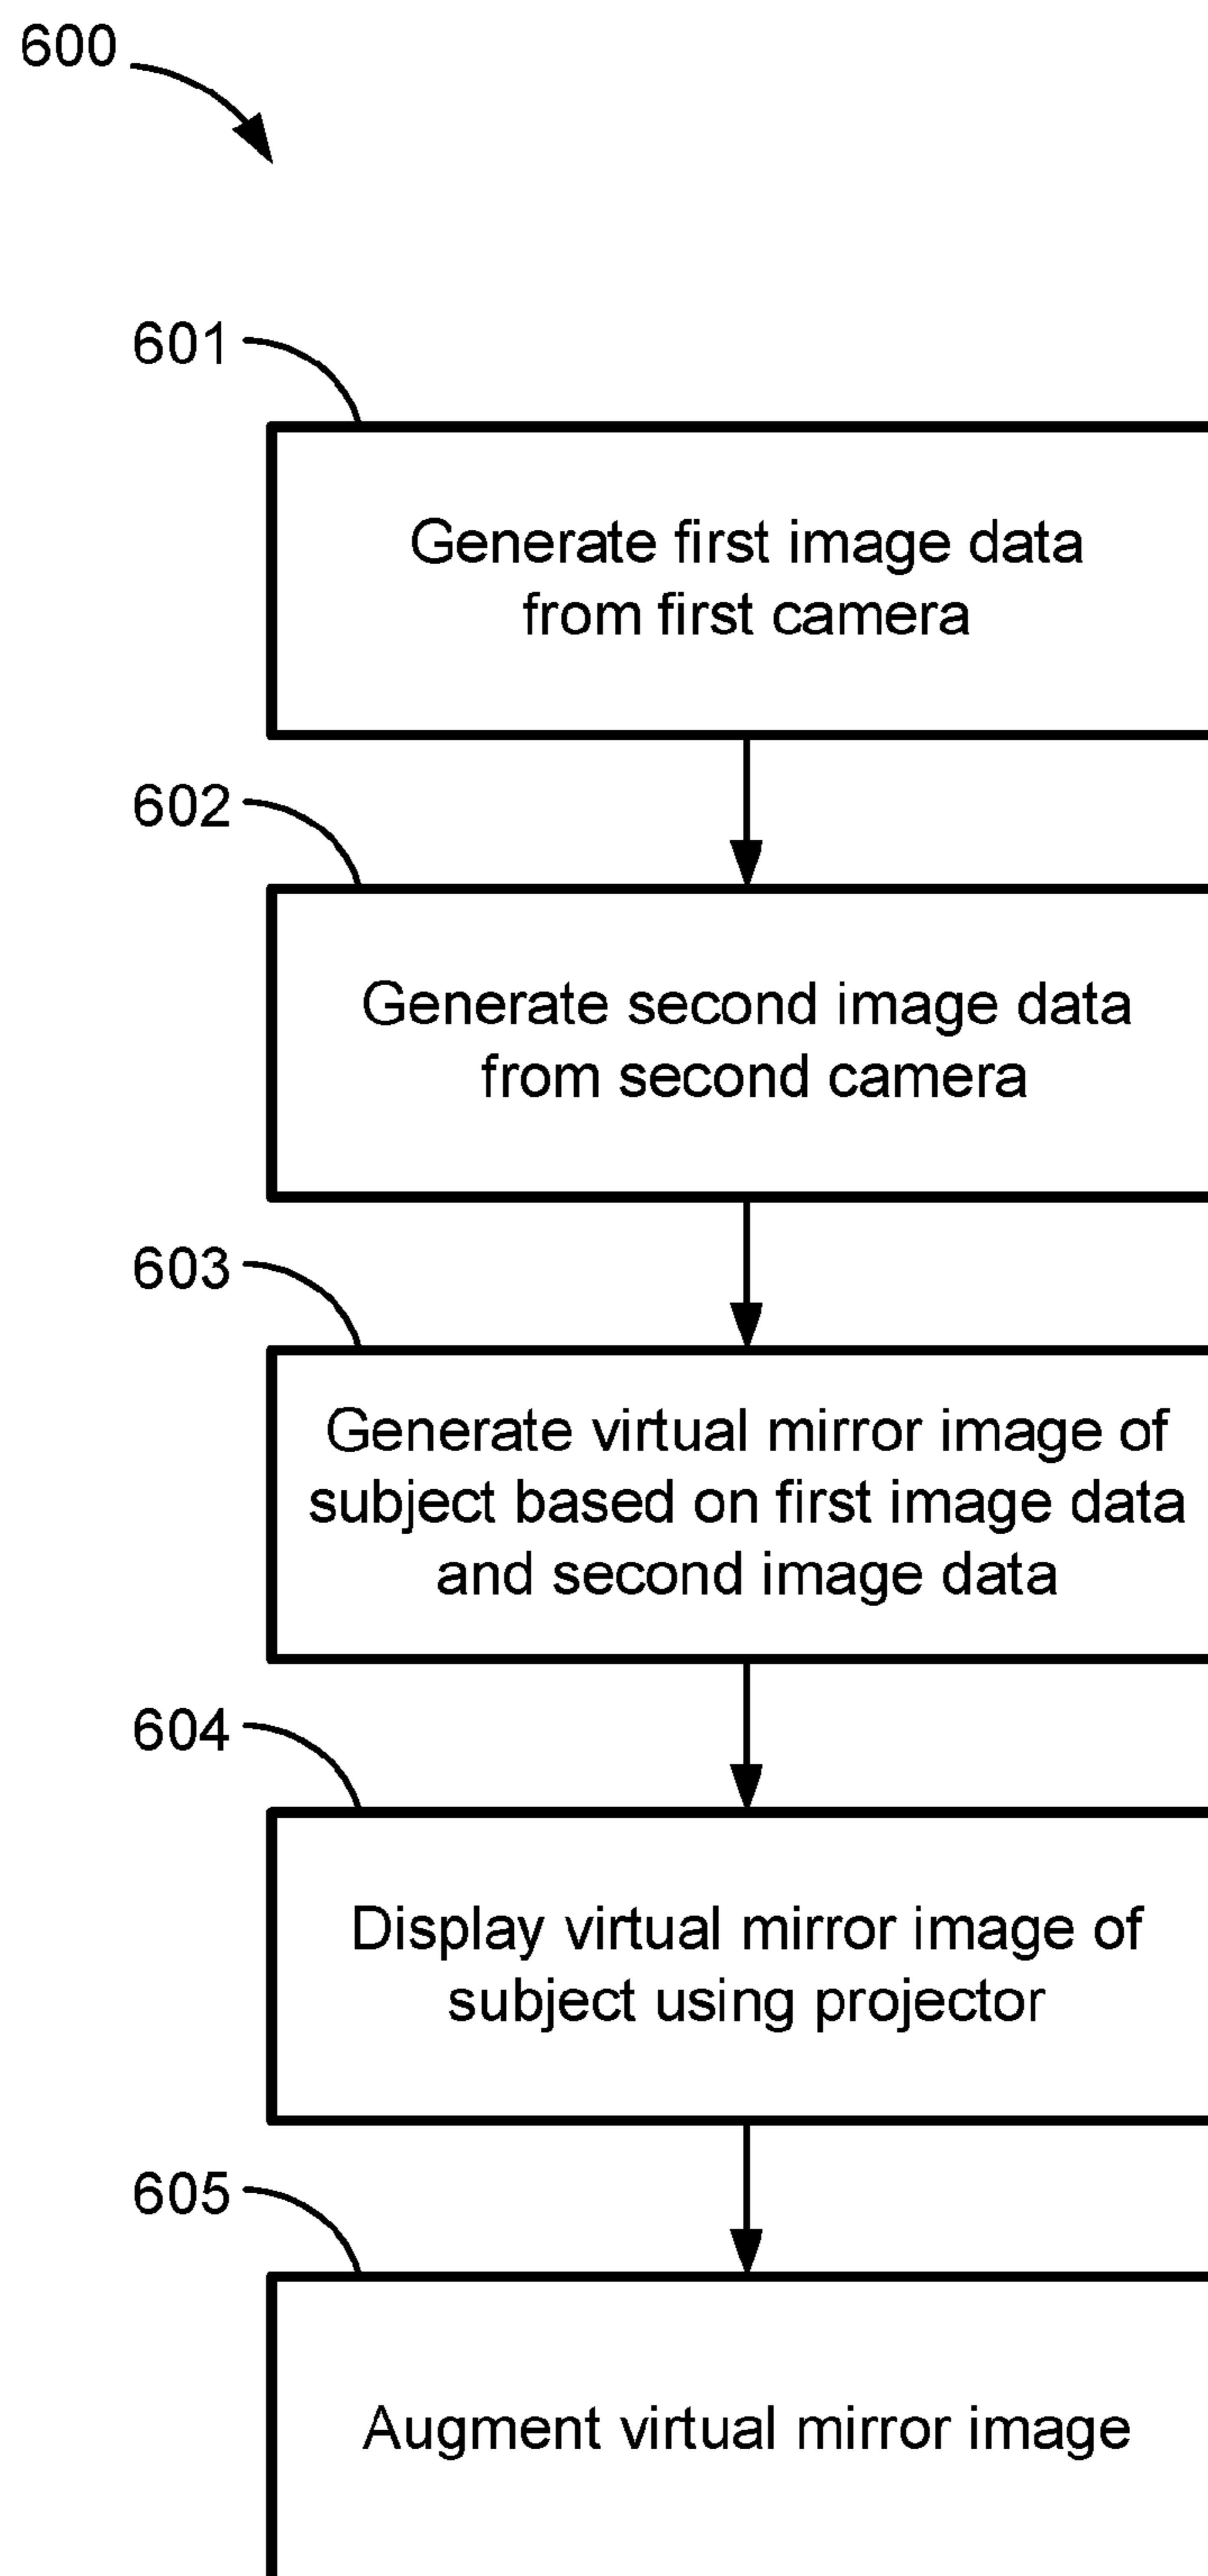 600
601
Generate first image data
from first camera
602
Generate second image data
from second camera
603
Generate virtual mirror image of
subject based on first image data
and second image data
604
Display virtual mirror image of
subject using projector
605
Augment virtual mirror image